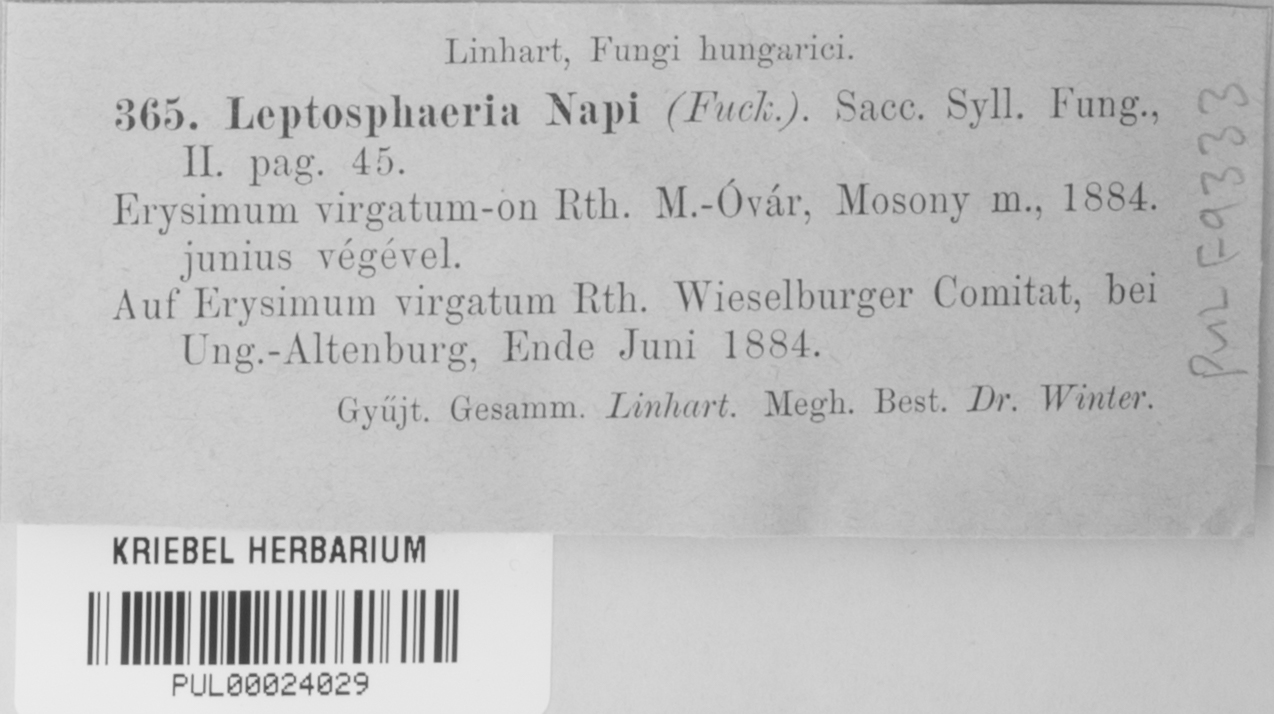 Linhart, Fungi hungarici.
365. Leptosphaeria Napi (Fuck.). Sacc. Syll. Fung.,
II. pag. 45.
Erysimum virgatum-on Rth. M.-Óvár, Mosony m., 1884.
junius végével.
Auf Erysimum virgatum Rth. Wieselburger Comitat, bei
Ung.-Altenburg, Ende Juni 1884.
Gyűjt. Gesamm. Linhart. Megh. Best. Dr. Winter.
PUL F9333
KRIEBEL HERBARIUM
PUL00024029